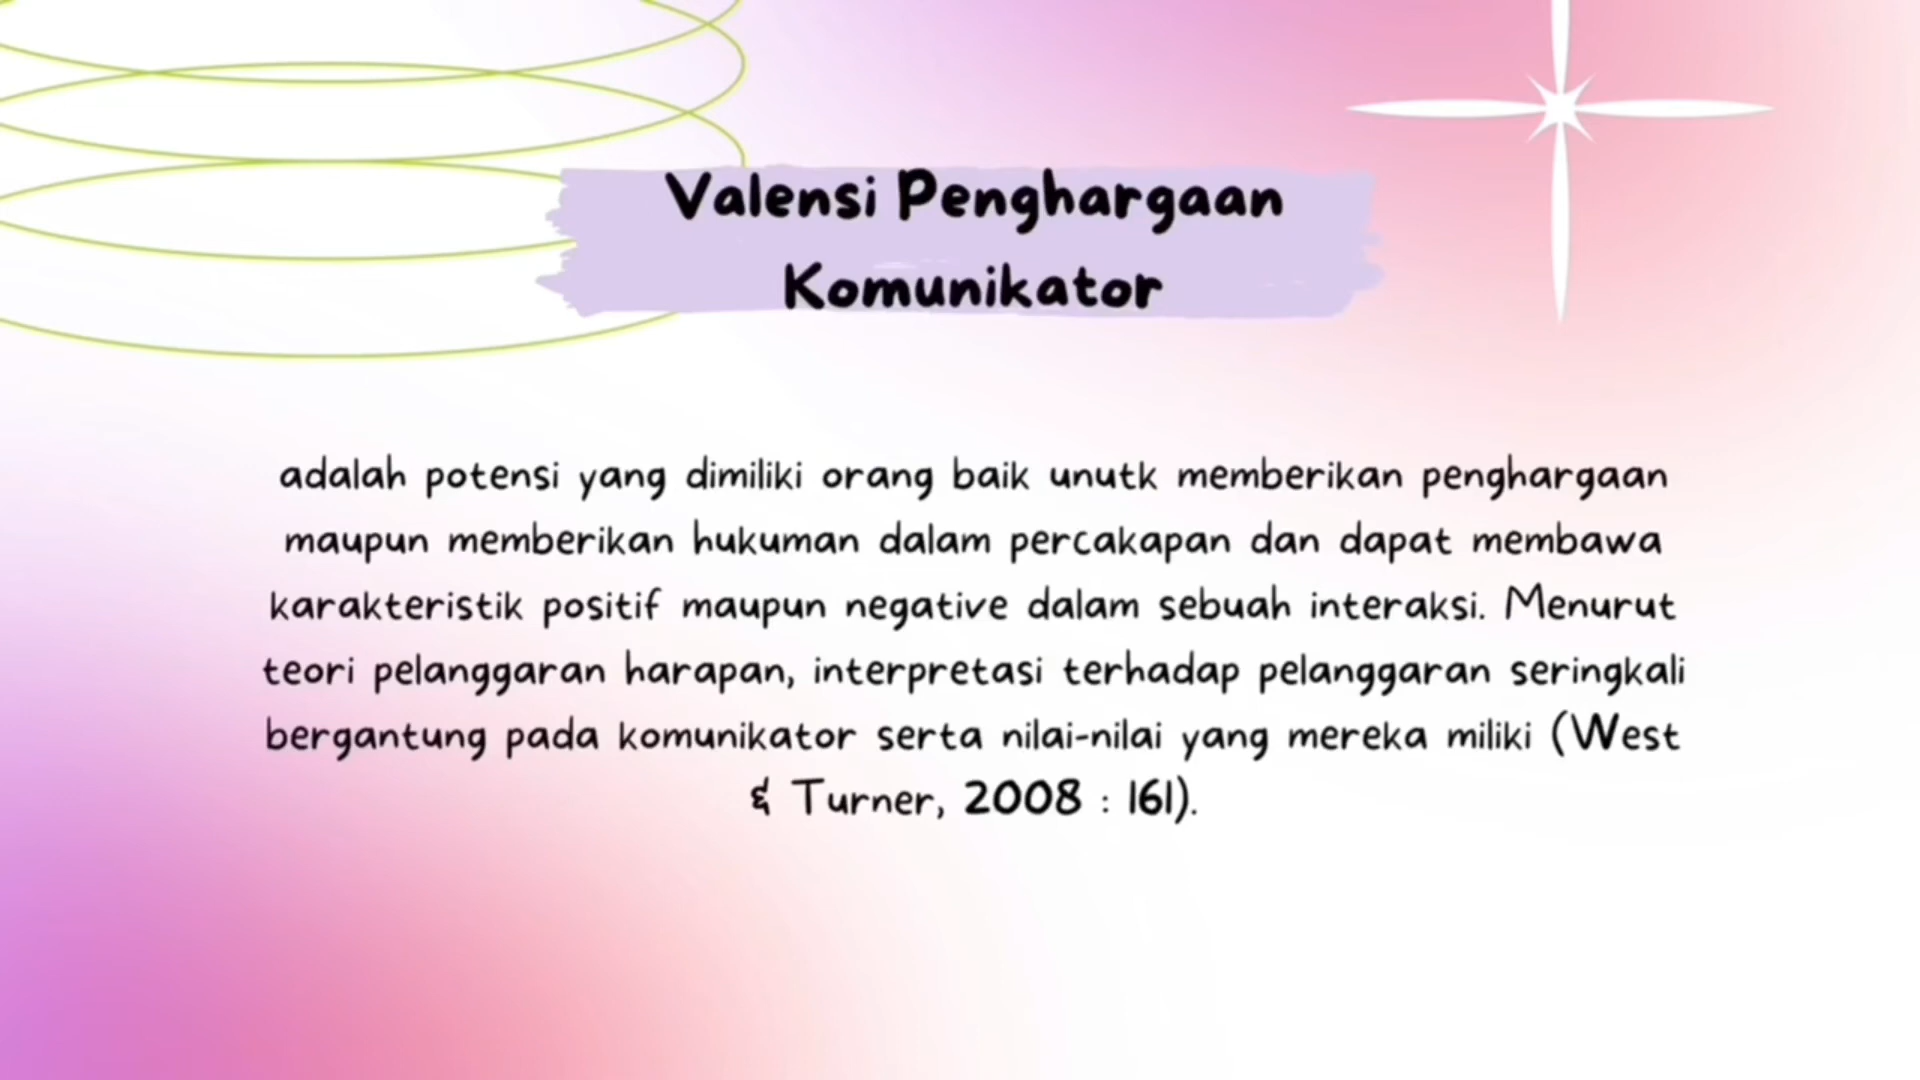 Valensi Penghargaan
Komunikator
adalah potensi yang dimiliki orang baik unutk memberikan penghargaan
maupun memberikan hukuman dalam percakapan dan dapat membawa
karakteristik positif maupun negative dalam sebuah interaksi. Menurut
teori pelanggaran harapan, interpretasi terhadap pelanggaran seringkali
bergantung pada komunikator serta nilai-nilai yang mereka miliki (West
& Turner, 2008 : 161).